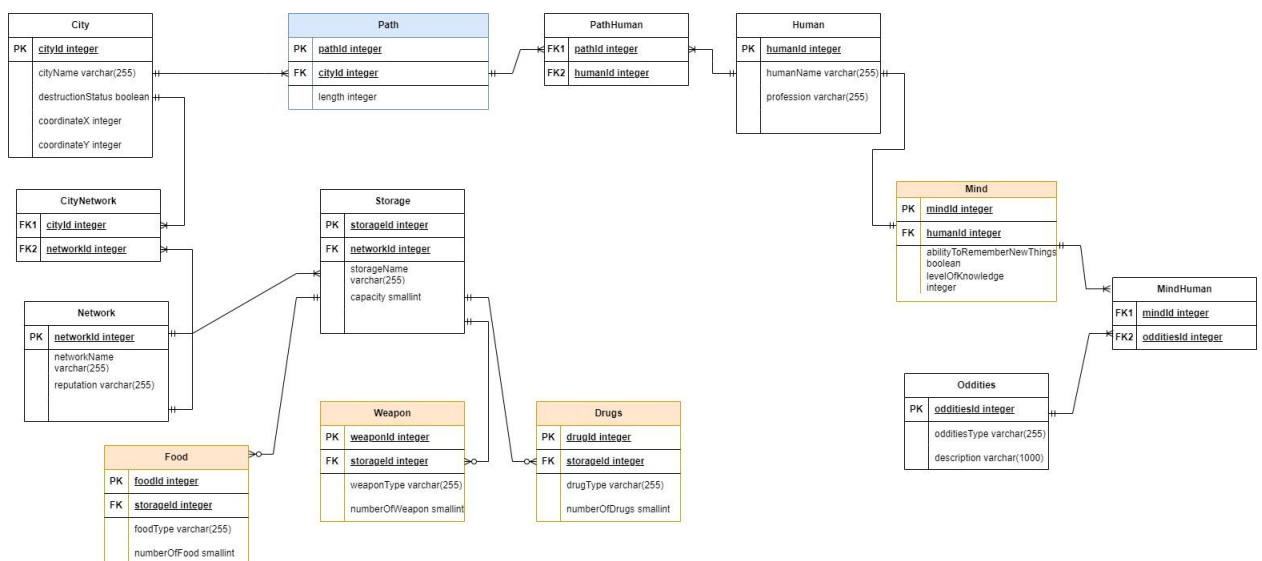 City
PK cityId integer
cityName varchar(255)
destructionStatus boolean
coordinateX integer
coordinateY integer
Path
PK pathId integer
FK cityId integer
length integer
PathHuman
FK1 pathId integer
FK2 humanId integer
Human
PK humanId integer
humanName varchar(255)
profession varchar(255)
CityNetwork
FK1 cityId integer
FK2 networkId integer
Storage
PK storageId integer
FK networkId integer
storageName
varchar(255)
capacity smallint
Mind
PK mindId integer
FK humanId integer
abilityToRememberNewThings
boolean
levelOfKnowledge
integer
MindHuman
FK1 mindId integer
FK2 odditiesId integer
Network
PK networkId integer
networkName
varchar(255)
reputation varchar(255)
Oddities
PK odditiesId integer
odditiesType varchar(255)
description varchar(1000)
Food
PK foodId integer
FK storageId integer
foodType varchar(255)
numberOfFood smallint
Weapon
PK weaponId integer
FK storageId integer
weaponType varchar(255)
numberOfWeapon smallint
Drugs
PK drugId integer
FK storageId integer
drugType varchar(255)
numberOfDrugs smallint